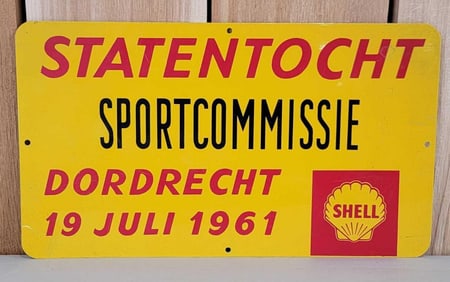 STATENTOCHT
SPORTCOMMISSIE
DORDRECHT
19 JULI 1961
SHELL